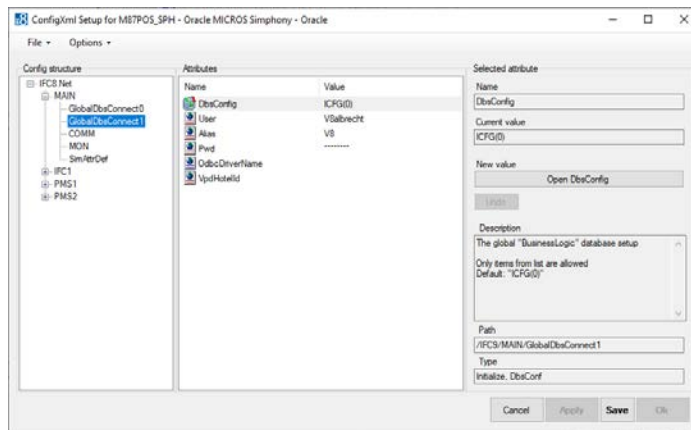 ConfigXml Setup for M87POS_SPH - Oracle MICROS Simphony - Oracle
File
Options
Config structure
IFC8.Net
MAIN
GlobalDbsConnect0
GlobalDbsConnect1
COMM
MON
SimAttrDef
IFC1
PMS1
PMS2
Attributes
Name Value
DbsConfig ICFG(0)
User V8albrecht
Alias V8
Pwd --------
OdbcDriverName
VpdHotelId
Selected attribute
Name
DbsConfig
Current value
ICFG(0)
New value
Open DbsConfig
Undo
Description
The global "BusinessLogic" database setup
Only items from list are allowed
Default: "ICFG(0)"
Path
/IFC8/MAIN/GlobalDbsConnect1
Type
Initialize, DbsConf
Cancel Apply Save Ok